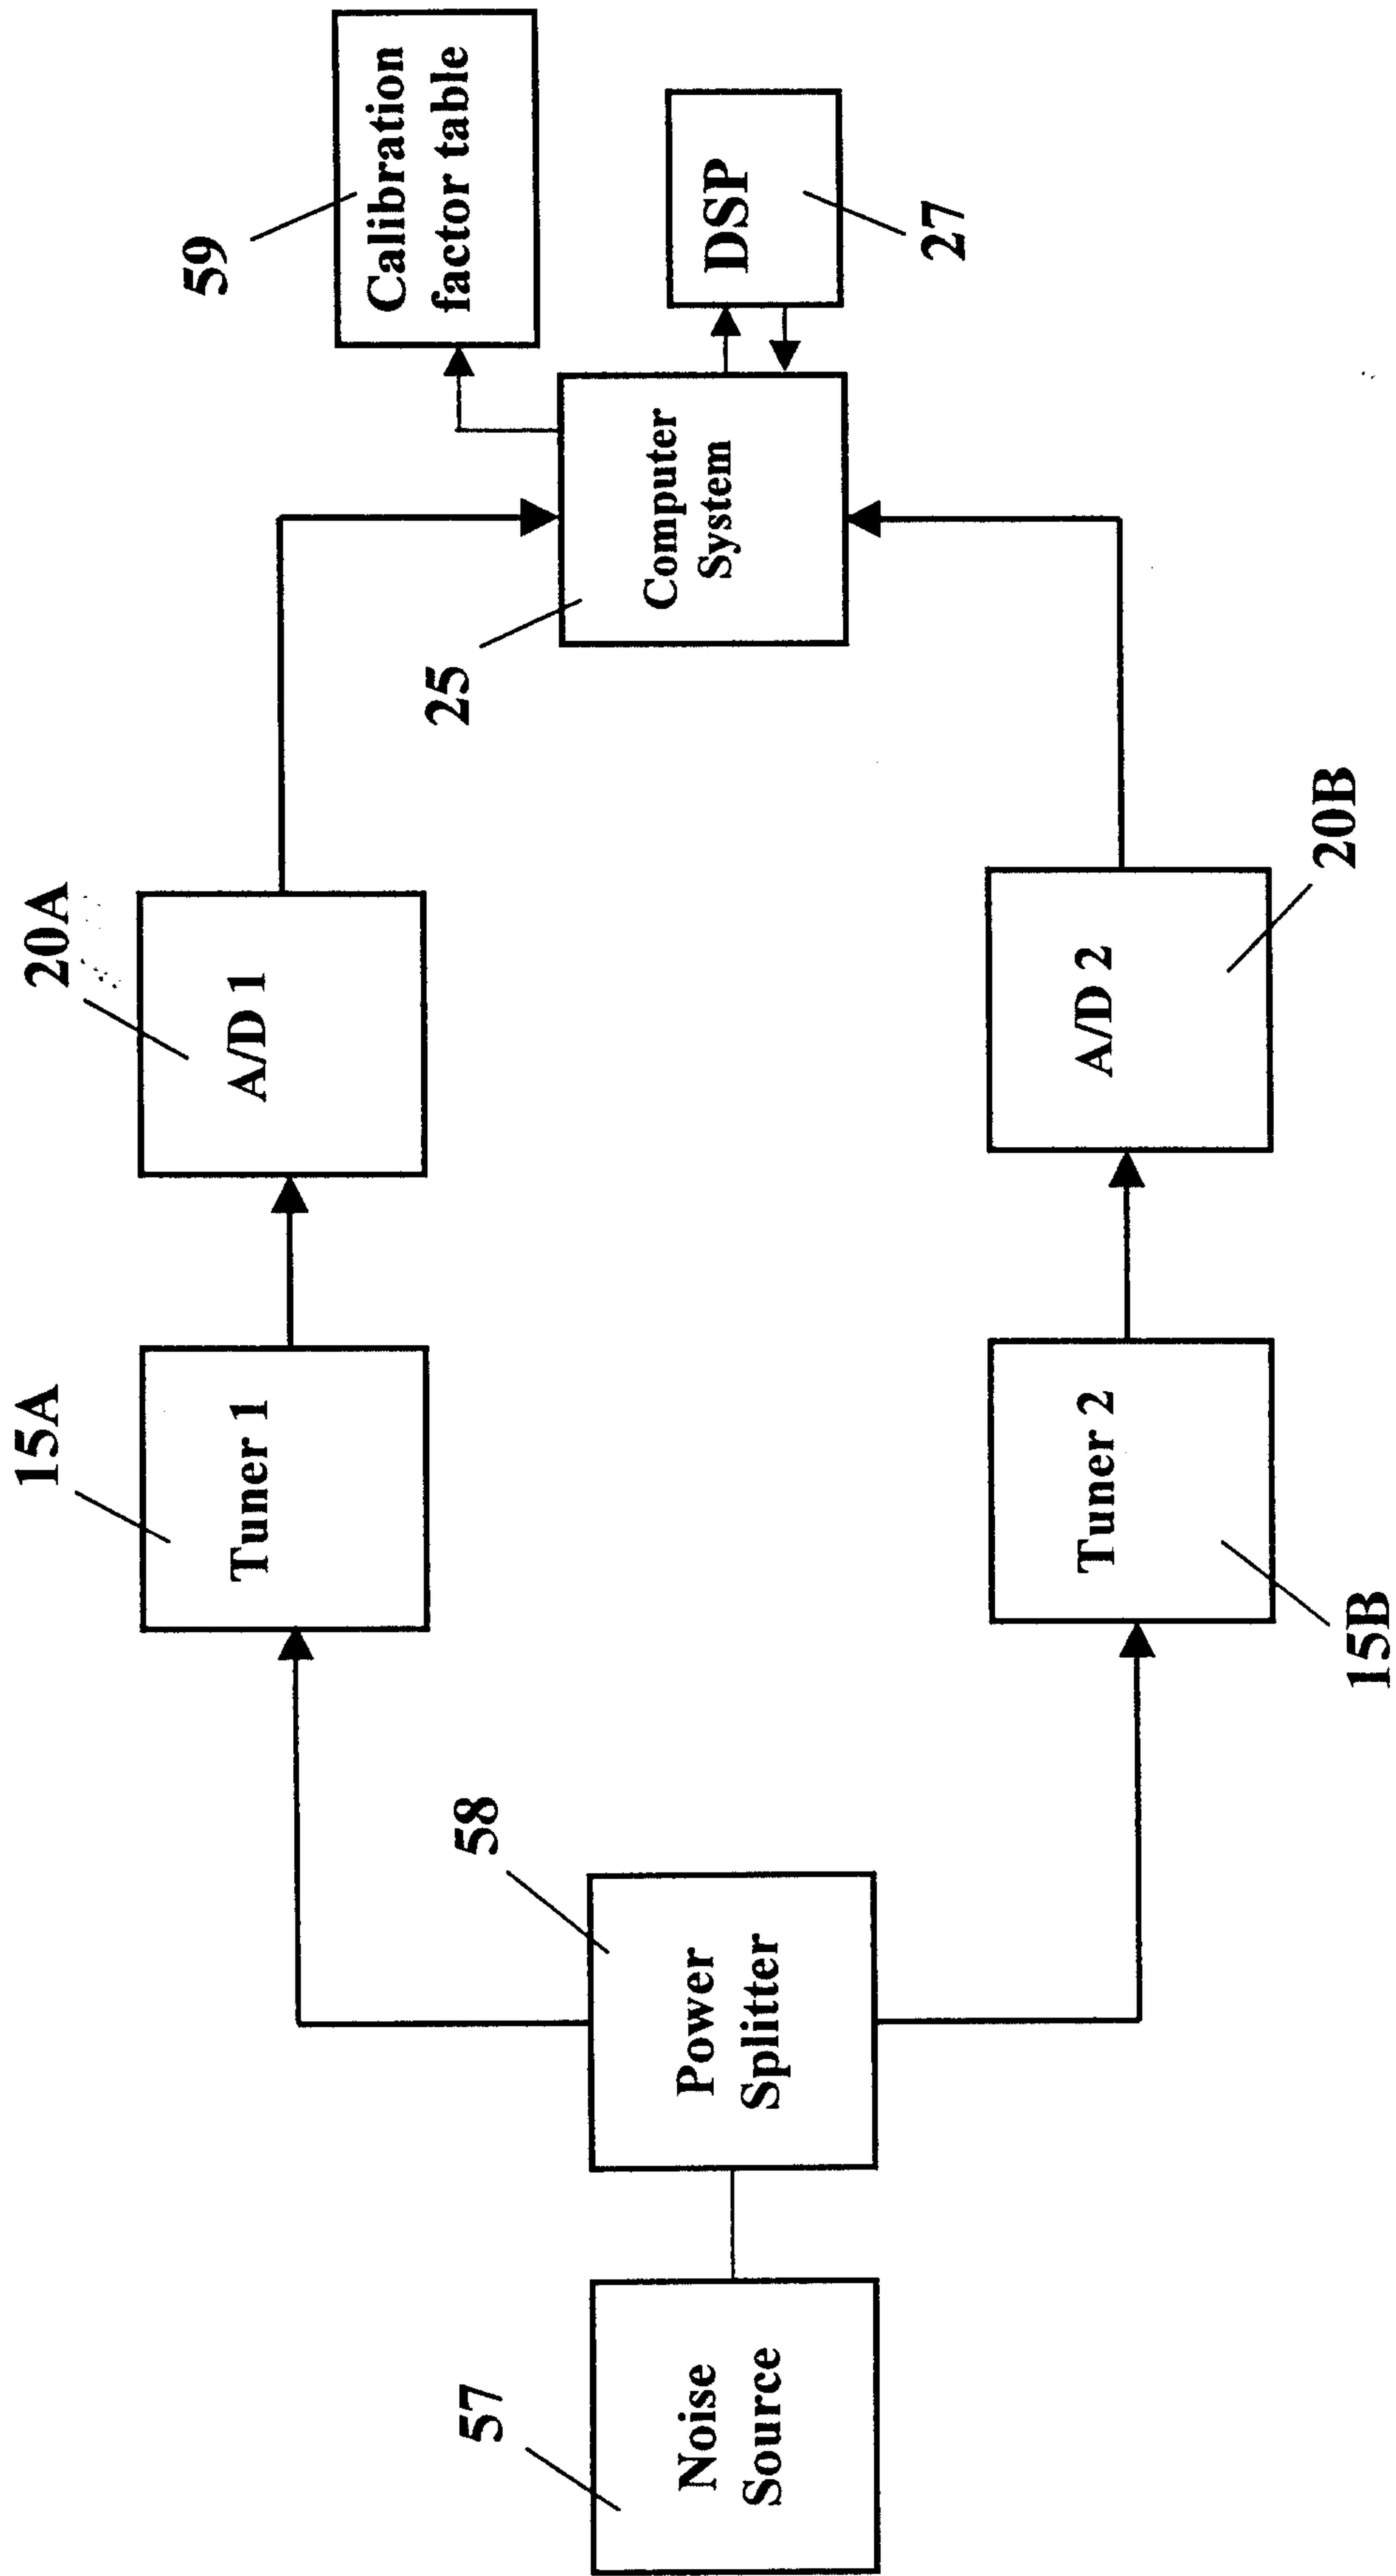 57
Noise
Source
58
Power
Splitter
15A
Tuner 1
15B
Tuner 2
20A
A/D 1
20B
A/D 2
25
Computer
System
59
Calibration
factor table
DSP
27